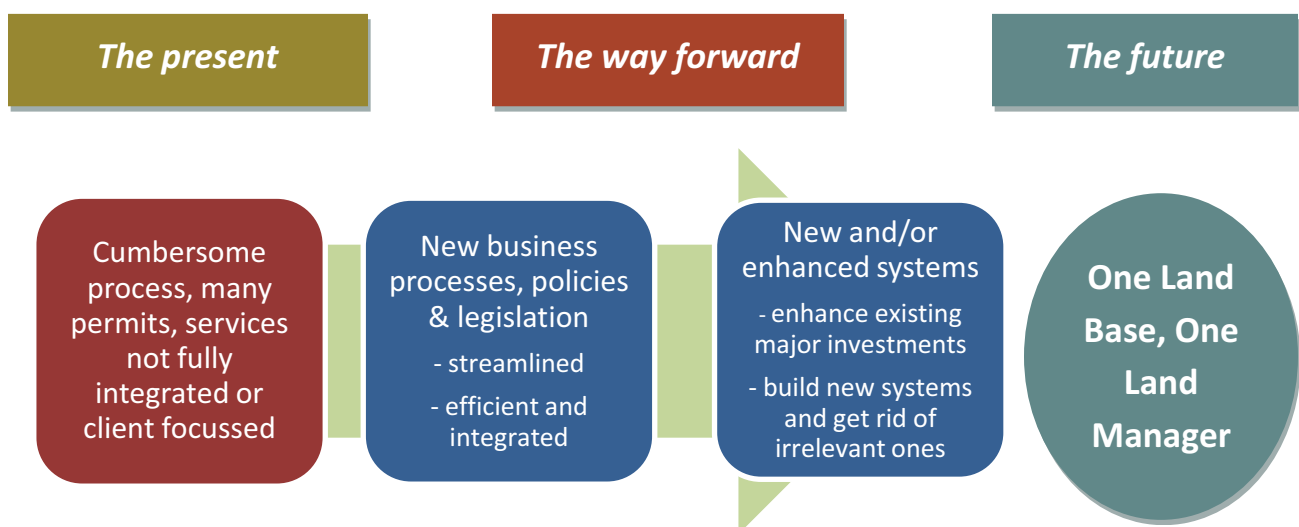 The present
The way forward
The future
Cumbersome
process, many
permits, services
not fully
integrated or
client focussed
New business
processes, policies
& legislation
- streamlined
- efficient and
integrated
New and/or
enhanced systems
- enhance existing
major investments
- build new systems
and get rid of
irrelevant ones
One Land
Base, One
Land
Manager